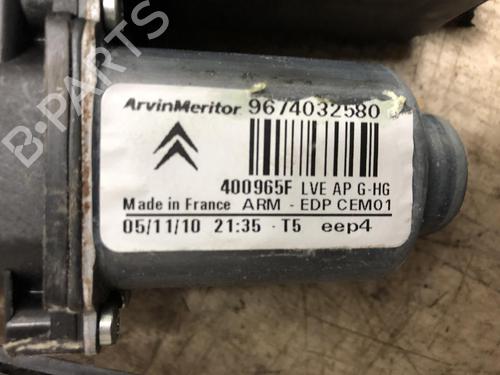 ArvinMeritor 9674032580
400965F LVE AP G-HG
Made in France ARM - EDP CEM01
05/11/10 21:35 - T5 eep4